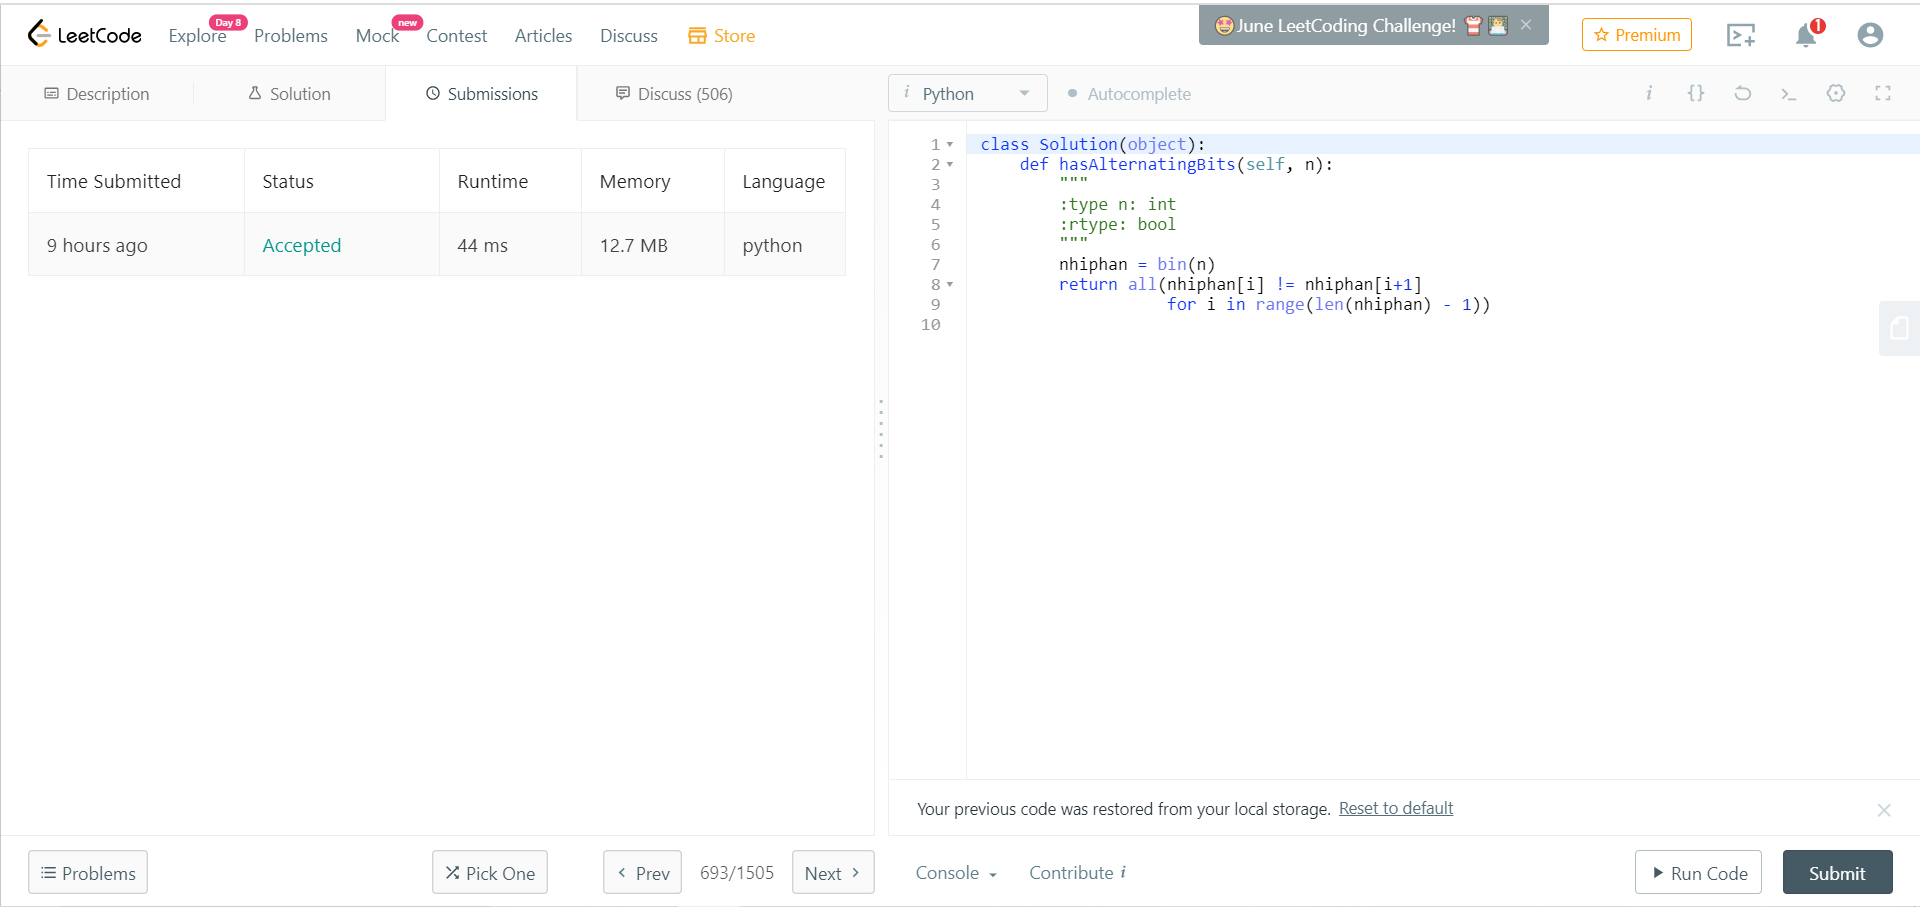 LeetCode Explore Day 8 Problems Mock new Contest Articles Discuss Store June LeetCoding Challenge! Premium 1
Description Solution Submissions Discuss (506) i Python Autocomplete
Time Submitted Status Runtime Memory Language
9 hours ago Accepted 44 ms 12.7 MB python
1 class Solution(object):
2 def hasAlternatingBits(self, n):
3 """
4 :type n: int
5 :rtype: bool
6 """
7 nhiphan = bin(n)
8 return all(nhiphan[i] != nhiphan[i+1]
9 for i in range(len(nhiphan) - 1))
10
Your previous code was restored from your local storage. Reset to default
Problems Pick One Prev 693/1505 Next Console Contribute i Run Code Submit